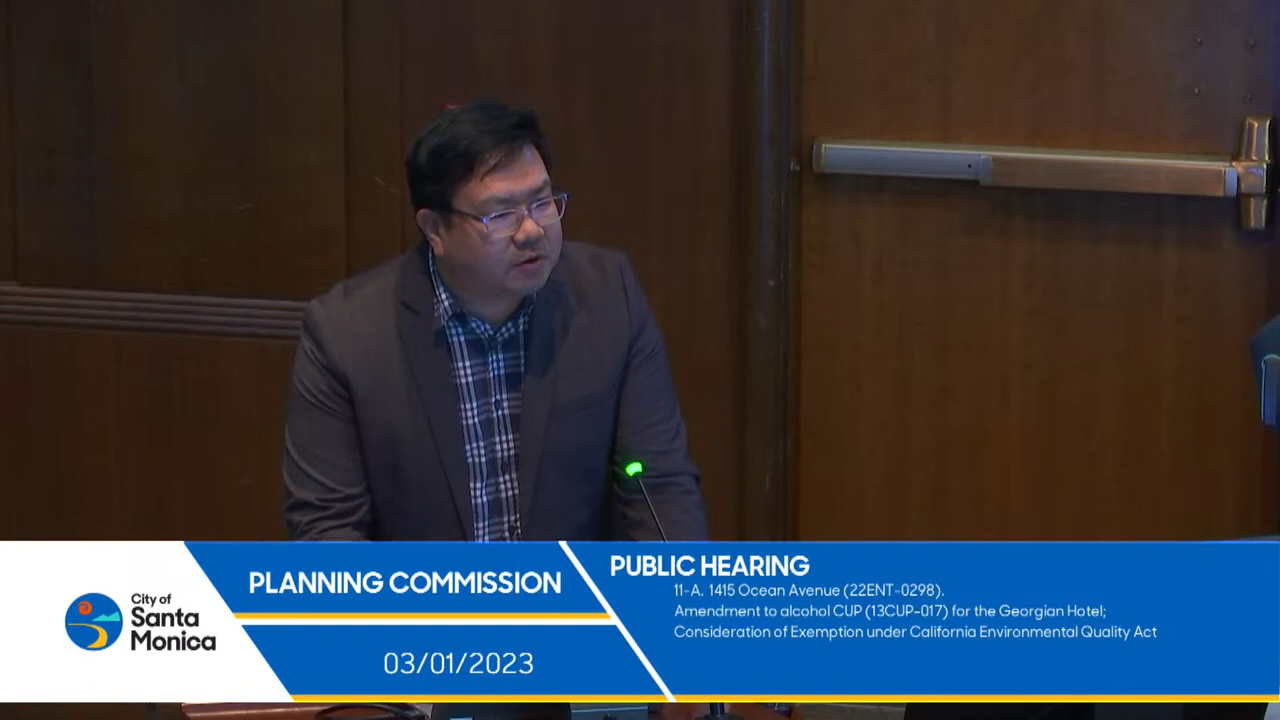 City of
Santa
Monica
PLANNING COMMISSION
03/01/2023
PUBLIC HEARING
11-A. 1415 Ocean Avenue (22ENT-0298).
Amendment to alcohol CUP (13CUP-017) for the Georgian Hotel;
Consideration of Exemption under California Environmental Quality Act